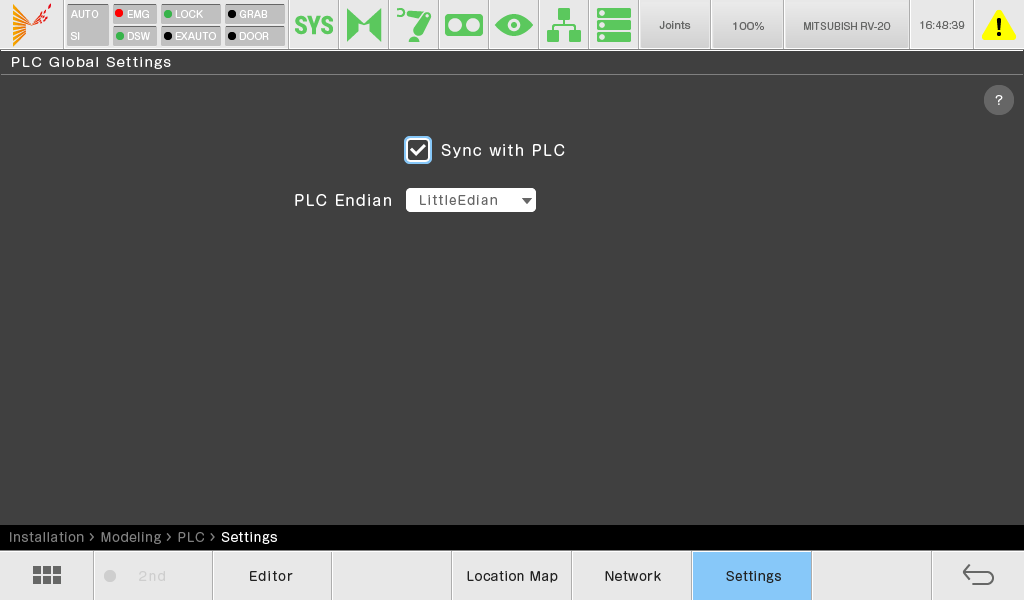 AUTO EMG LOCK GRAB SYS Joints 100% MITSUBISH RV-20 16:48:39 !
SI DSW EXAUTO DOOR
PLC Global Settings
?
Sync with PLC
PLC Endian LittleEdian
Installation > Modeling > PLC > Settings
2nd Editor Location Map Network Settings